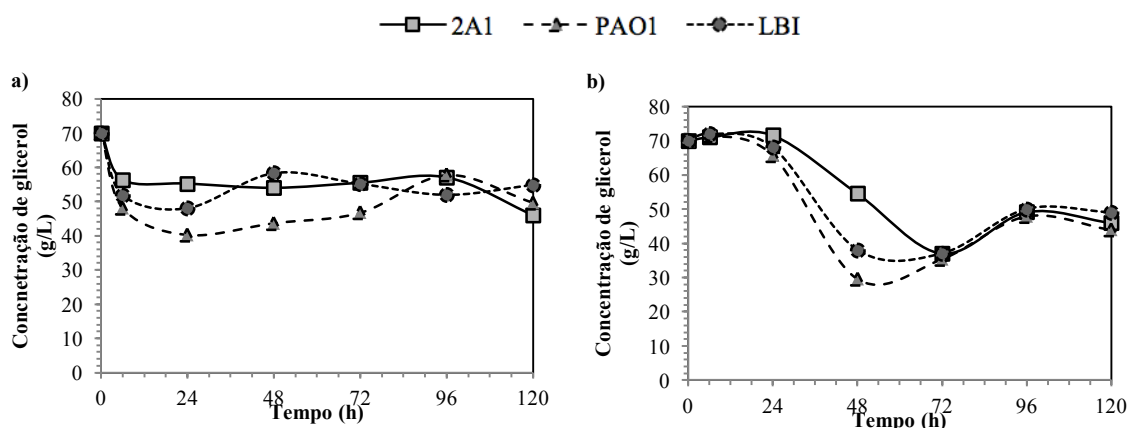 2A1 PAO1 LBI
a)
Concnetração de glicerol
(g/L)
80
70
60
50
40
30
20
10
0
0 24 48 72 96 120
Tempo (h)
b)
Concentração de glicerol
(g/L)
80
70
60
50
40
30
20
10
0
0 24 48 72 96 120
Tempo (h)